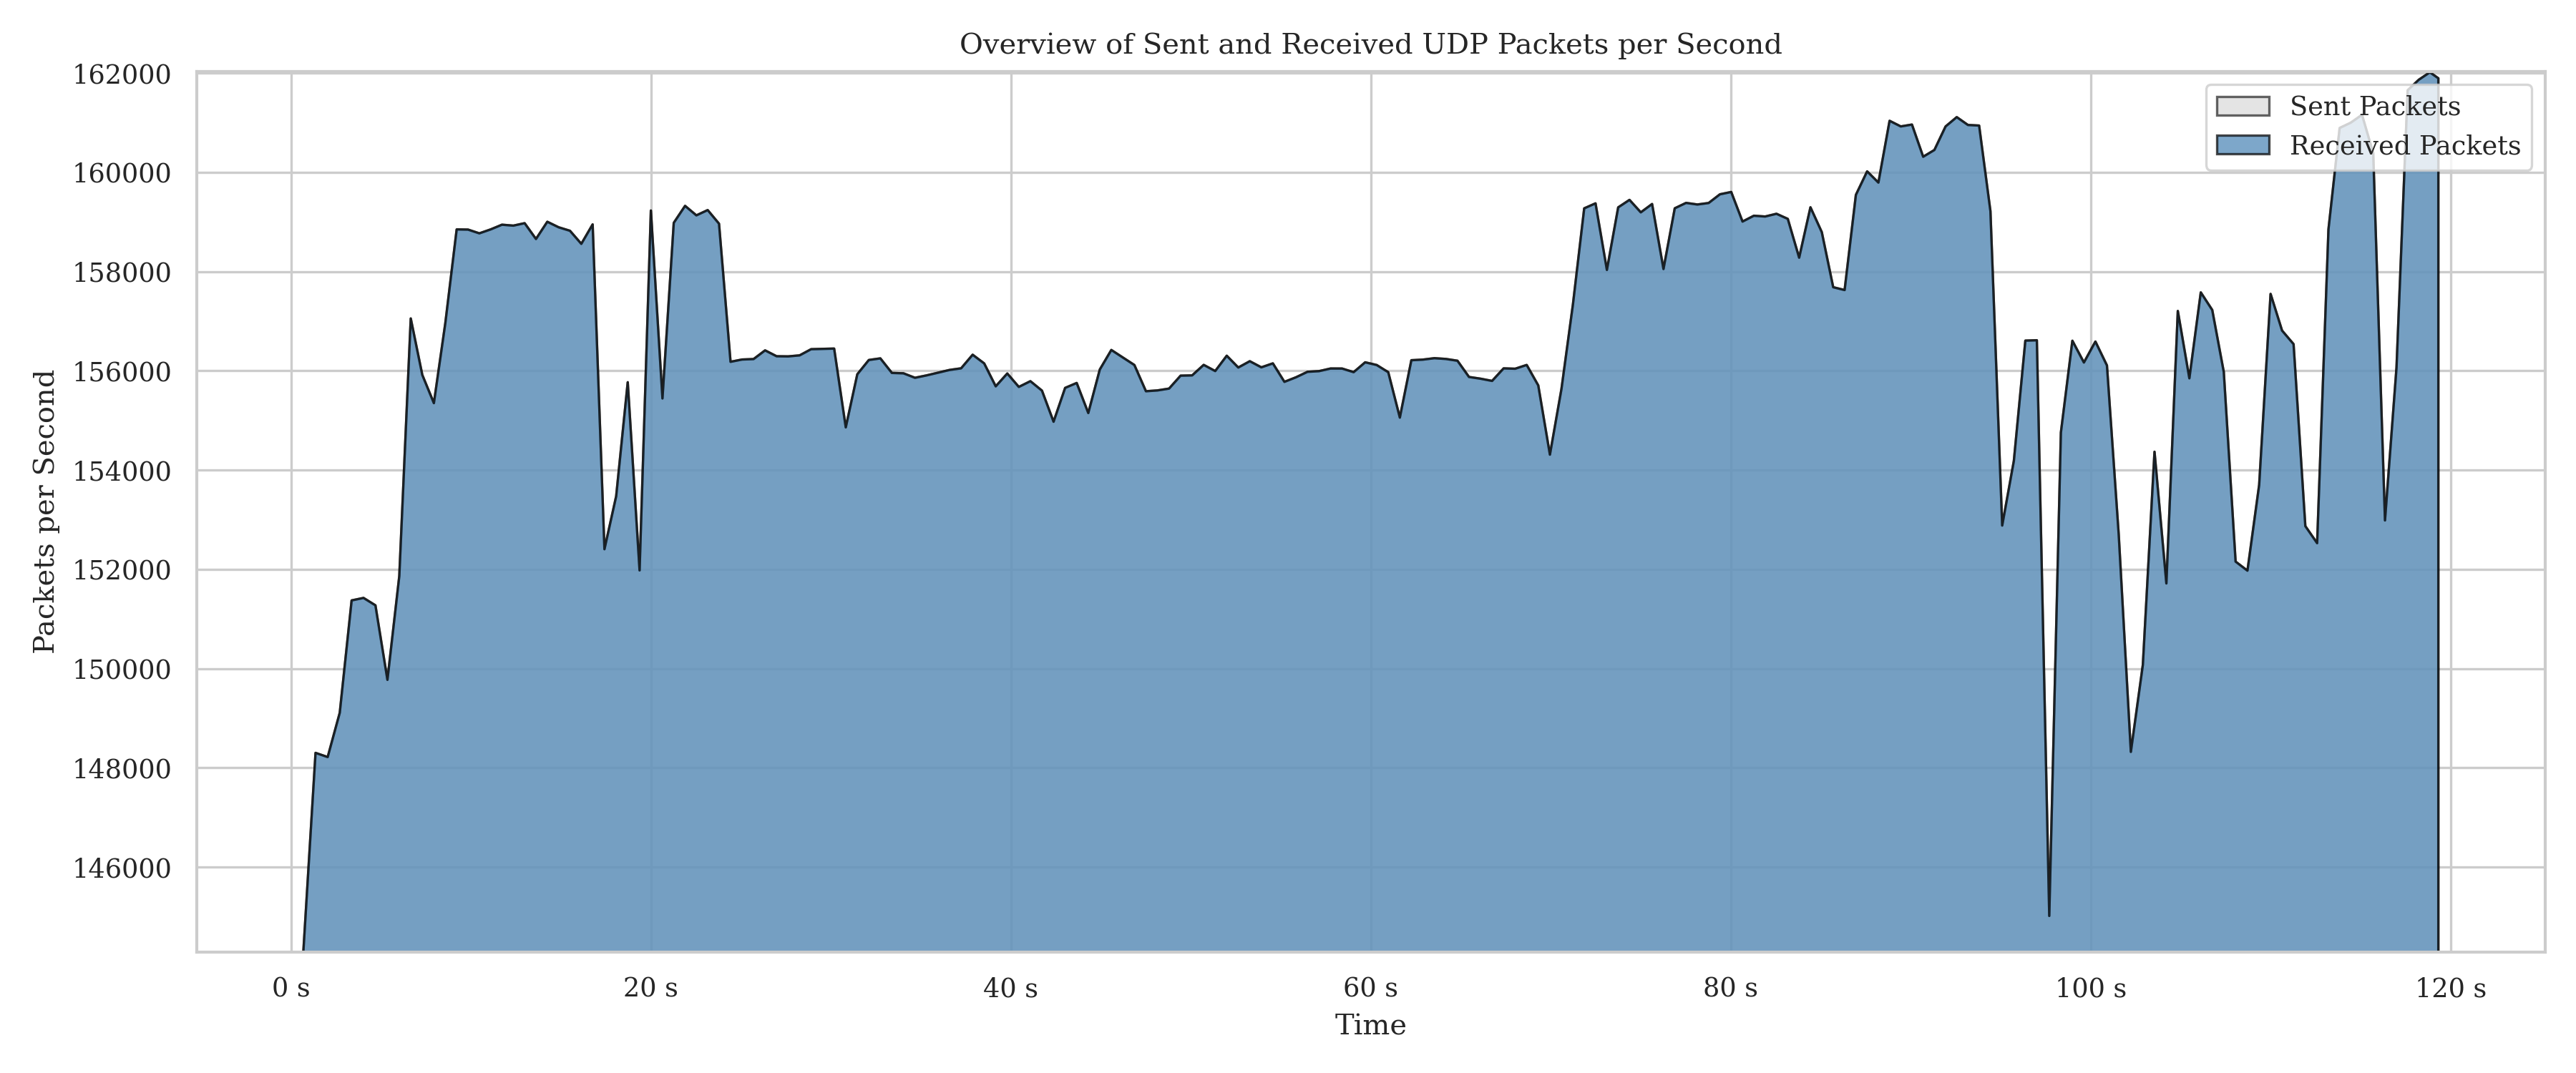 Overview of Sent and Received UDP Packets per Second
162000
160000
158000
156000
154000
152000
150000
148000
146000
Packets per Second
Sent Packets
Received Packets
0 s
20 s
40 s
60 s
80 s
100 s
120 s
Time